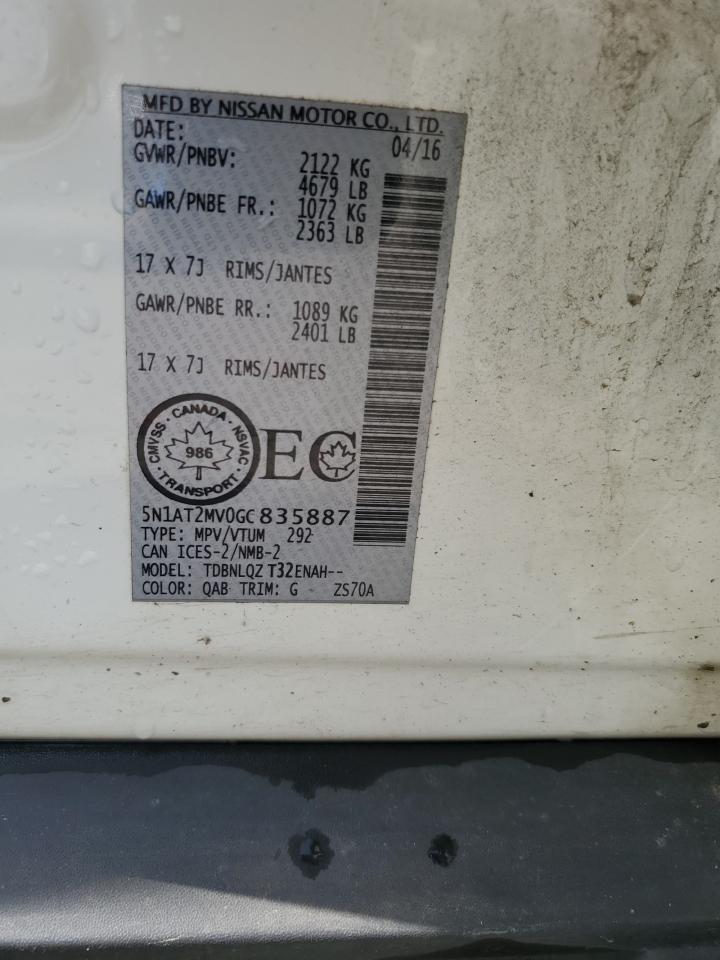 MFD BY NISSAN MOTOR CO., LTD.
DATE: 04/16
GVWR/PNBV: 2122 KG
4679 LB
GAWR/PNBE FR.: 1072 KG
2363 LB
17 X 7J RIMS/JANTES
GAWR/PNBE RR.: 1089 KG
2401 LB
17 X 7J RIMS/JANTES
CMVSS · CANADA · NSVAC · TRANSPORT ·
986
EC
5N1AT2MV0GC835887
TYPE: MPV/VTUM 292
CAN ICES-2/NMB-2
MODEL: TDBNLQZ T32ENAH--
COLOR: QAB TRIM: G ZS70A